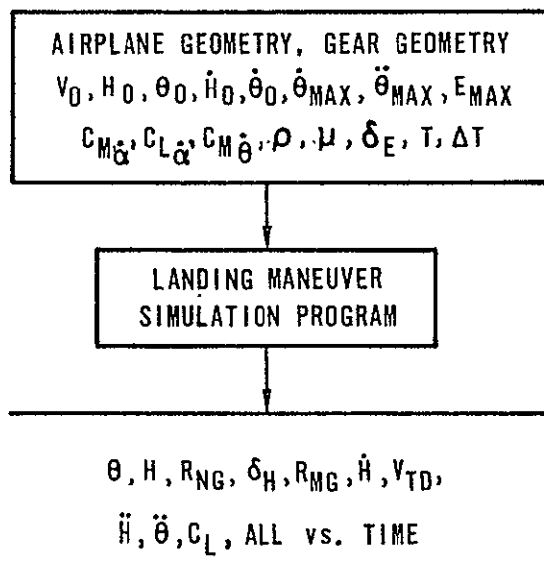 AIRPLANE GEOMETRY, GEAR GEOMETRY
V₀, H₀, θ₀, Ḣ₀, θ̇₀, θ̇MAX, θ̈MAX, EMAX
CMα̇, CLα̇, CMθ̇, ρ, μ, δE, T, ΔT
LANDING MANEUVER
SIMULATION PROGRAM
θ, H, RNG, δH, RMG, Ḣ, VTD,
Ḧ, θ̈, CL, ALL vs. TIME